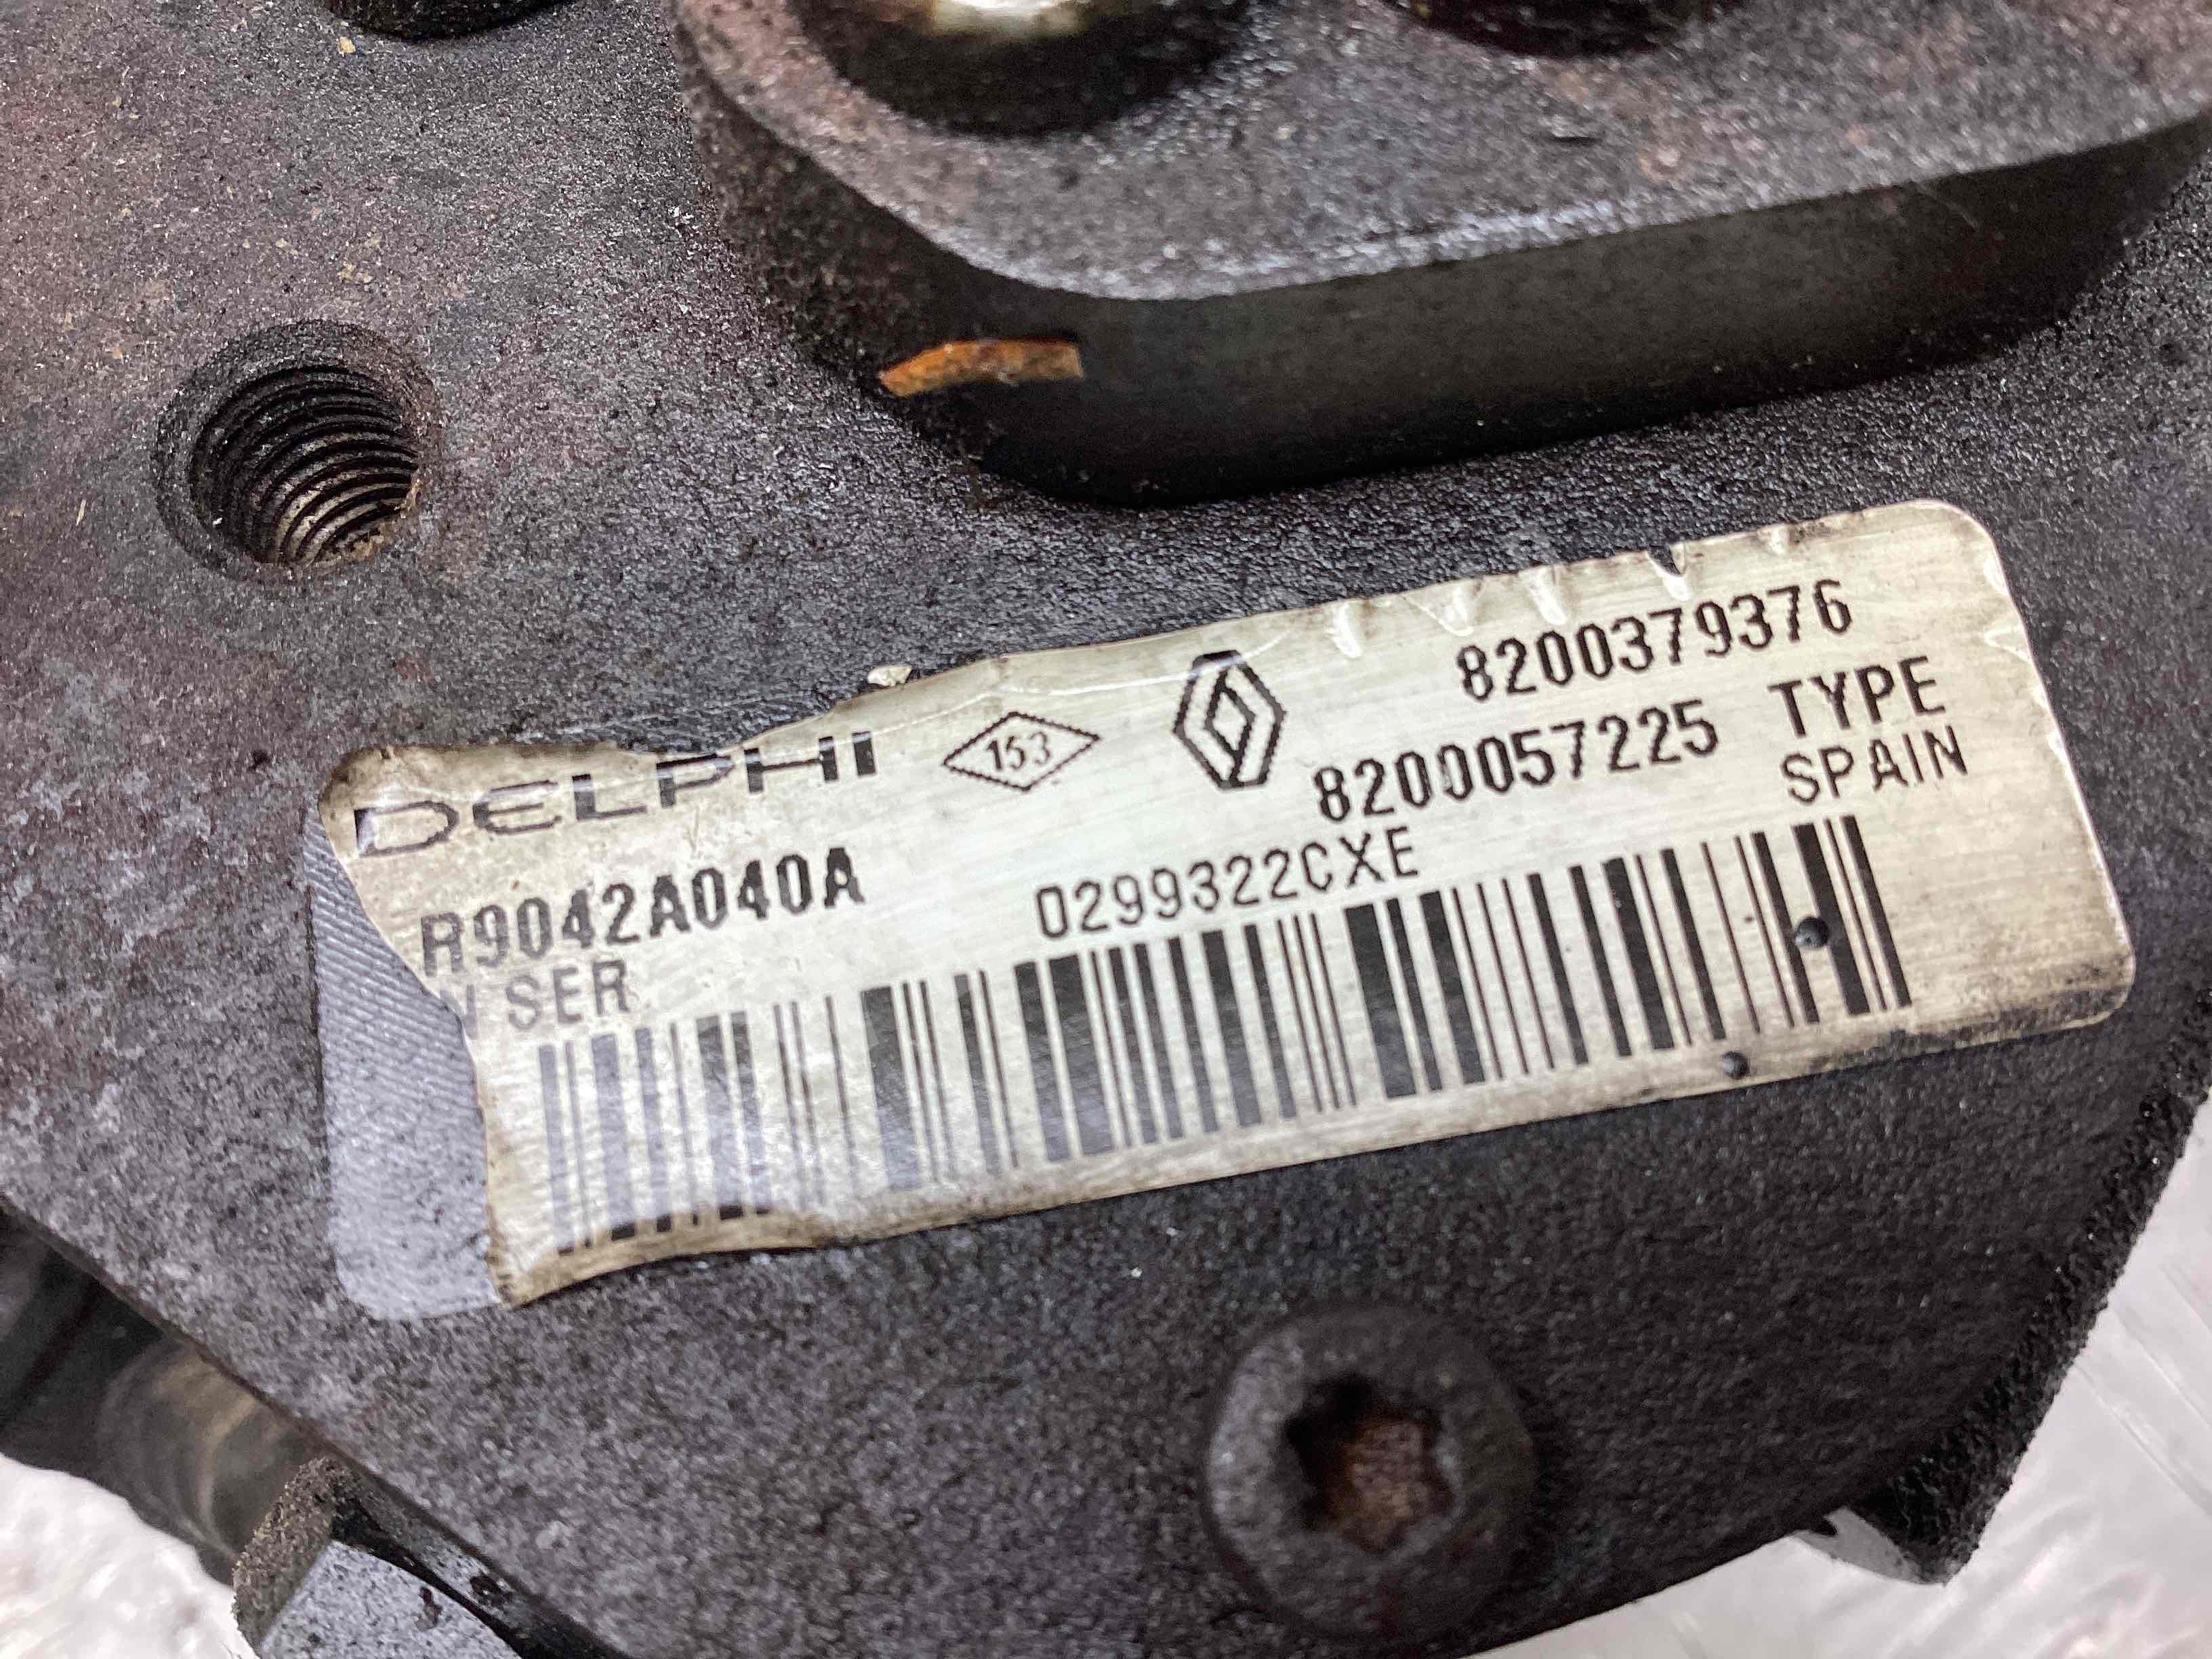 8200379376
DELPHI 153 8200057225 TYPE
R9042A040A 0299322CXE SPAIN
N SER